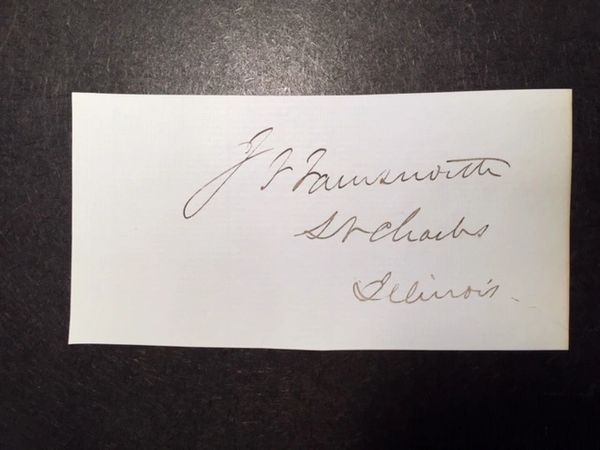 J F Farnsworth
St Charles
Illinois.